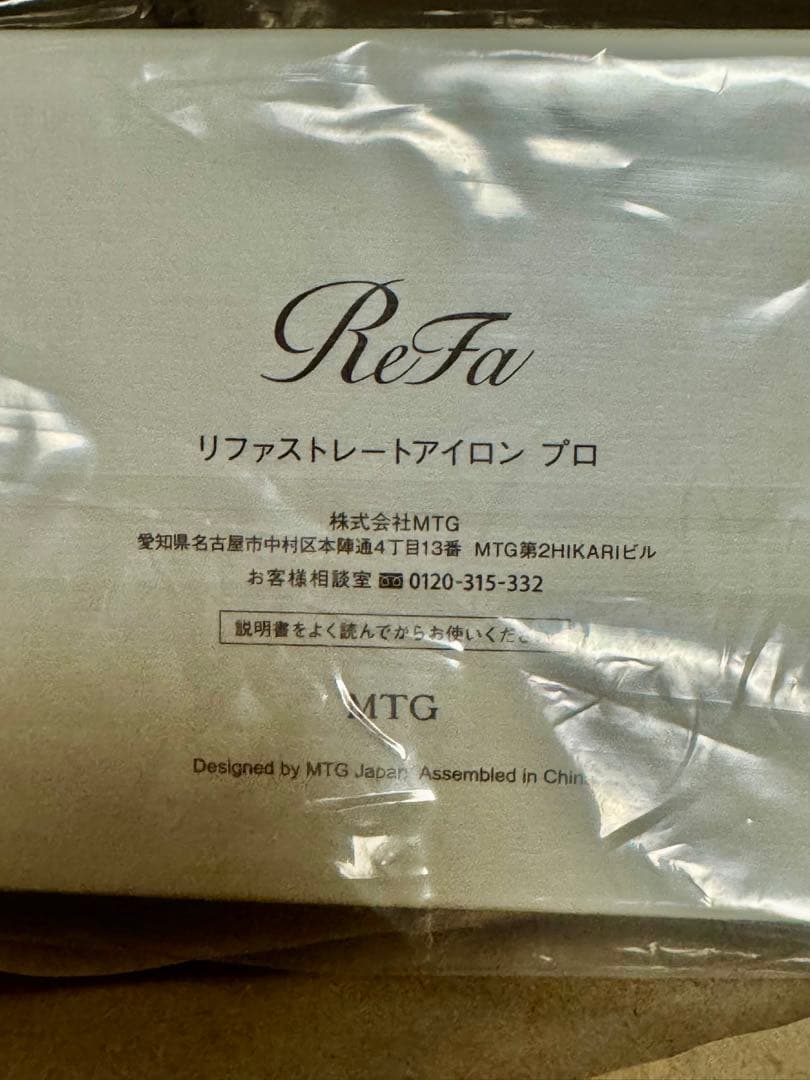 ReFa
リファストレートアイロン プロ
株式会社MTG
愛知県名古屋市中村区本陣通4丁目13番 MTG第2HIKARIビル
お客様相談室 0120-315-332
説明書をよく読んでからお使いくだ
MTG
Designed by MTG Japan Assembled in